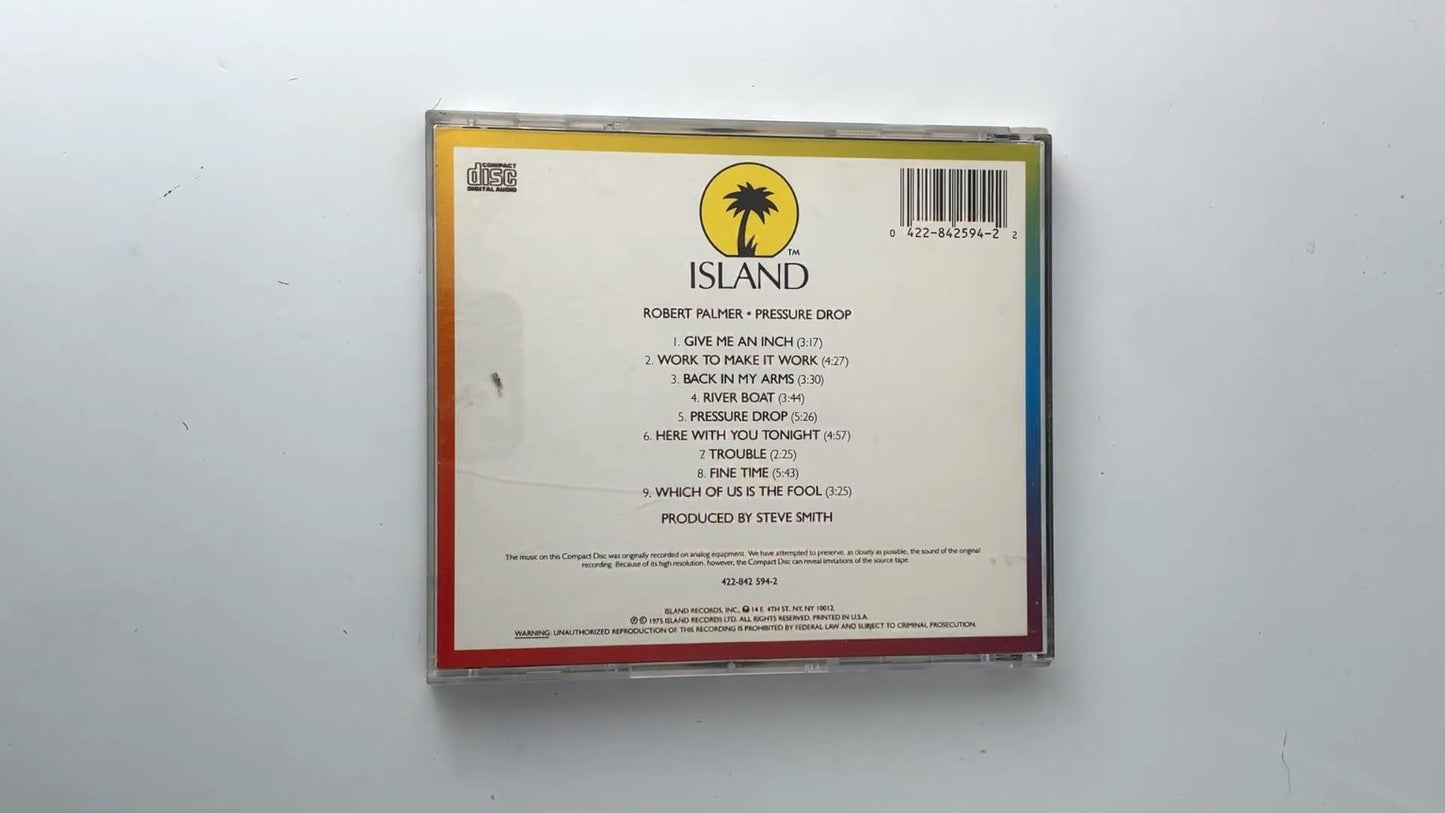 COMPACT
disc
DIGITAL AUDIO
TM
ISLAND
0 422-842594-2 2
ROBERT PALMER • PRESSURE DROP
1. GIVE ME AN INCH (3:17)
2. WORK TO MAKE IT WORK (4:27)
3. BACK IN MY ARMS (3:30)
4. RIVER BOAT (3:44)
5. PRESSURE DROP (5:26)
6. HERE WITH YOU TONIGHT (4:57)
7. TROUBLE (2:25)
8. FINE TIME (5:43)
9. WHICH OF US IS THE FOOL (3:25)
PRODUCED BY STEVE SMITH
The music on this Compact Disc was originally recorded on analog equipment. We have attempted to preserve, as closely as possible, the sound of the original
recording. Because of its high resolution, however, the Compact Disc can reveal limitations of the source tape.
422-842 594-2
ISLAND RECORDS, INC., 14 E. 4TH ST. NY, NY 10012
℗ © 1975 ISLAND RECORDS LTD. ALL RIGHTS RESERVED. PRINTED IN U.S.A.
WARNING: UNAUTHORIZED REPRODUCTION OF THIS RECORDING IS PROHIBITED BY FEDERAL LAW AND SUBJECT TO CRIMINAL PROSECUTION.